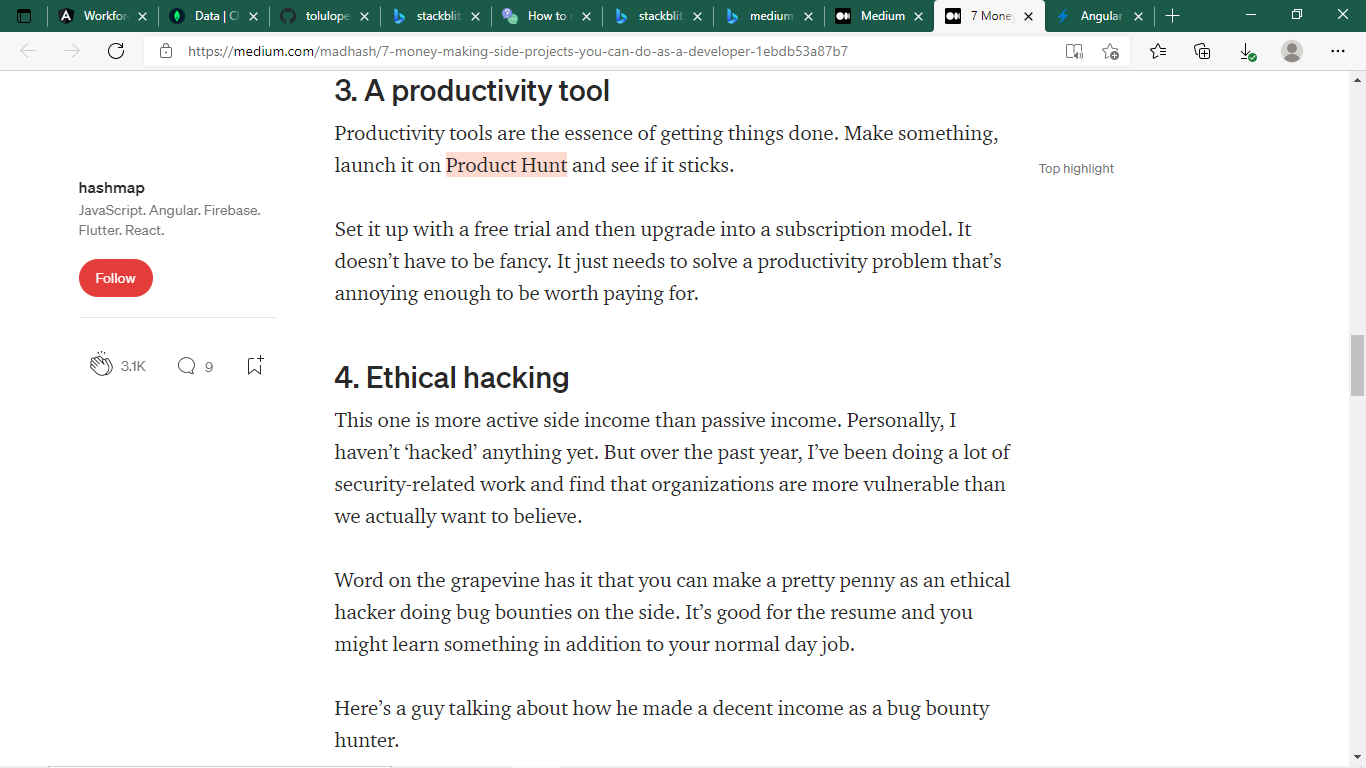 Workfor
Data | Cl
tolulope
stackblit
How to u
stackblit
medium
Medium
7 Mone
Angular
https://medium.com/madhash/7-money-making-side-projects-you-can-do-as-a-developer-1ebdb53a87b7
3. A productivity tool
Productivity tools are the essence of getting things done. Make something,
launch it on Product Hunt and see if it sticks.
Top highlight
hashmap
JavaScript. Angular. Firebase.
Flutter. React.
Follow
3.1K
9
Set it up with a free trial and then upgrade into a subscription model. It
doesn’t have to be fancy. It just needs to solve a productivity problem that’s
annoying enough to be worth paying for.
4. Ethical hacking
This one is more active side income than passive income. Personally, I
haven’t ‘hacked’ anything yet. But over the past year, I’ve been doing a lot of
security-related work and find that organizations are more vulnerable than
we actually want to believe.
Word on the grapevine has it that you can make a pretty penny as an ethical
hacker doing bug bounties on the side. It’s good for the resume and you
might learn something in addition to your normal day job.
Here’s a guy talking about how he made a decent income as a bug bounty
hunter.